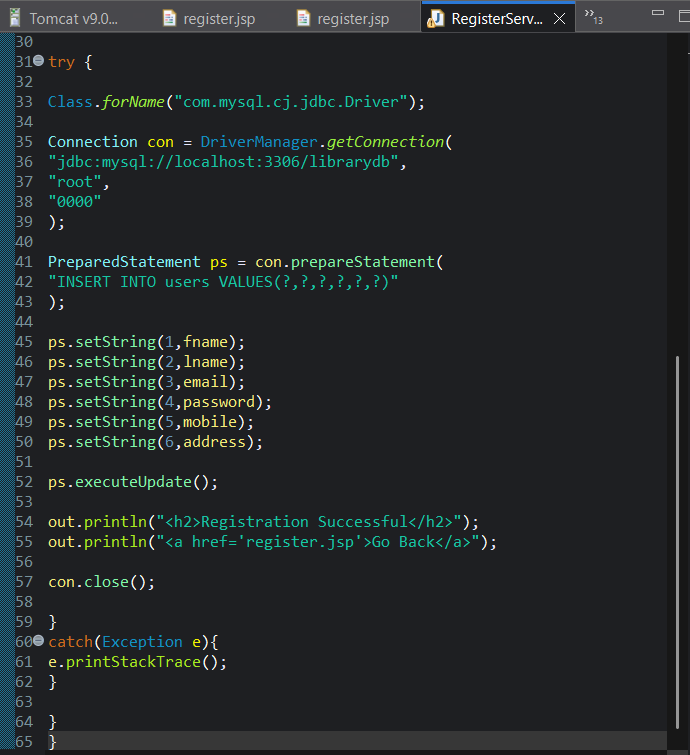 Tomcat v9.0... register.jsp register.jsp RegisterServ... 13
30
31 try {
32
33 Class.forName("com.mysql.cj.jdbc.Driver");
34
35 Connection con = DriverManager.getConnection(
36 "jdbc:mysql://localhost:3306/librarydb",
37 "root",
38 "0000"
39 );
40
41 PreparedStatement ps = con.prepareStatement(
42 "INSERT INTO users VALUES(?,?,?,?,?,?)"
43 );
44
45 ps.setString(1,fname);
46 ps.setString(2,lname);
47 ps.setString(3,email);
48 ps.setString(4,password);
49 ps.setString(5,mobile);
50 ps.setString(6,address);
51
52 ps.executeUpdate();
53
54 out.println("<h2>Registration Successful</h2>");
55 out.println("<a href='register.jsp'>Go Back</a>");
56
57 con.close();
58
59 }
60 catch(Exception e){
61 e.printStackTrace();
62 }
63
64 }
65 }